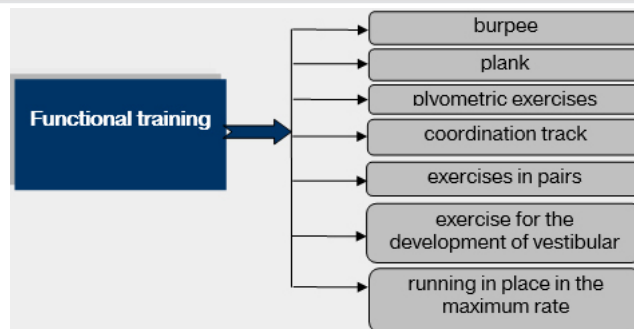 Functional training
burpee
plank
plyometric exercises
coordination track
exercises in pairs
exercise for the
development of vestibular
running in place in the
maximum rate